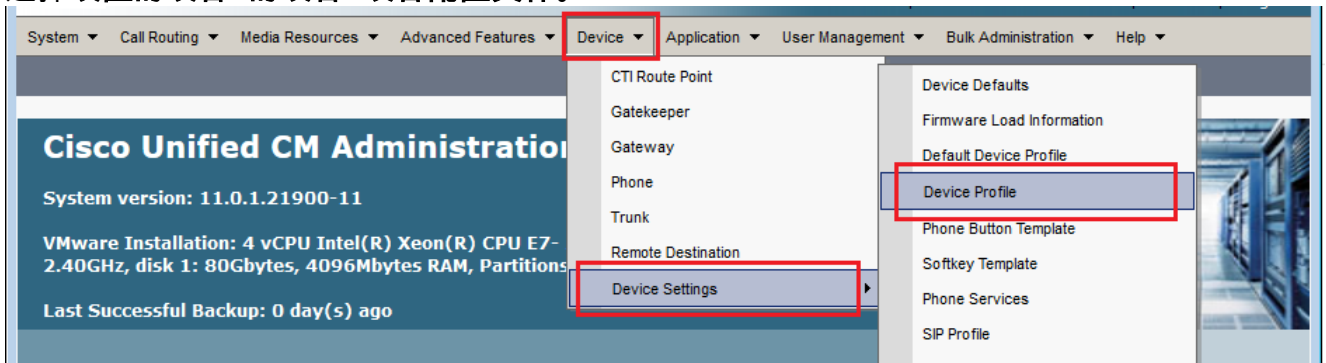 System Call Routing Media Resources Advanced Features Device Application User Management Bulk Administration Help
CTI Route Point
Gatekeeper
Gateway
Phone
Trunk
Remote Destination
Device Settings
Device Defaults
Firmware Load Information
Default Device Profile
Device Profile
Phone Button Template
Softkey Template
Phone Services
SIP Profile
Cisco Unified CM Administration
System version: 11.0.1.21900-11
VMware Installation: 4 vCPU Intel(R) Xeon(R) CPU E7-
2.40GHz, disk 1: 80Gbytes, 4096Mbytes RAM, Partitions
Last Successful Backup: 0 day(s) ago